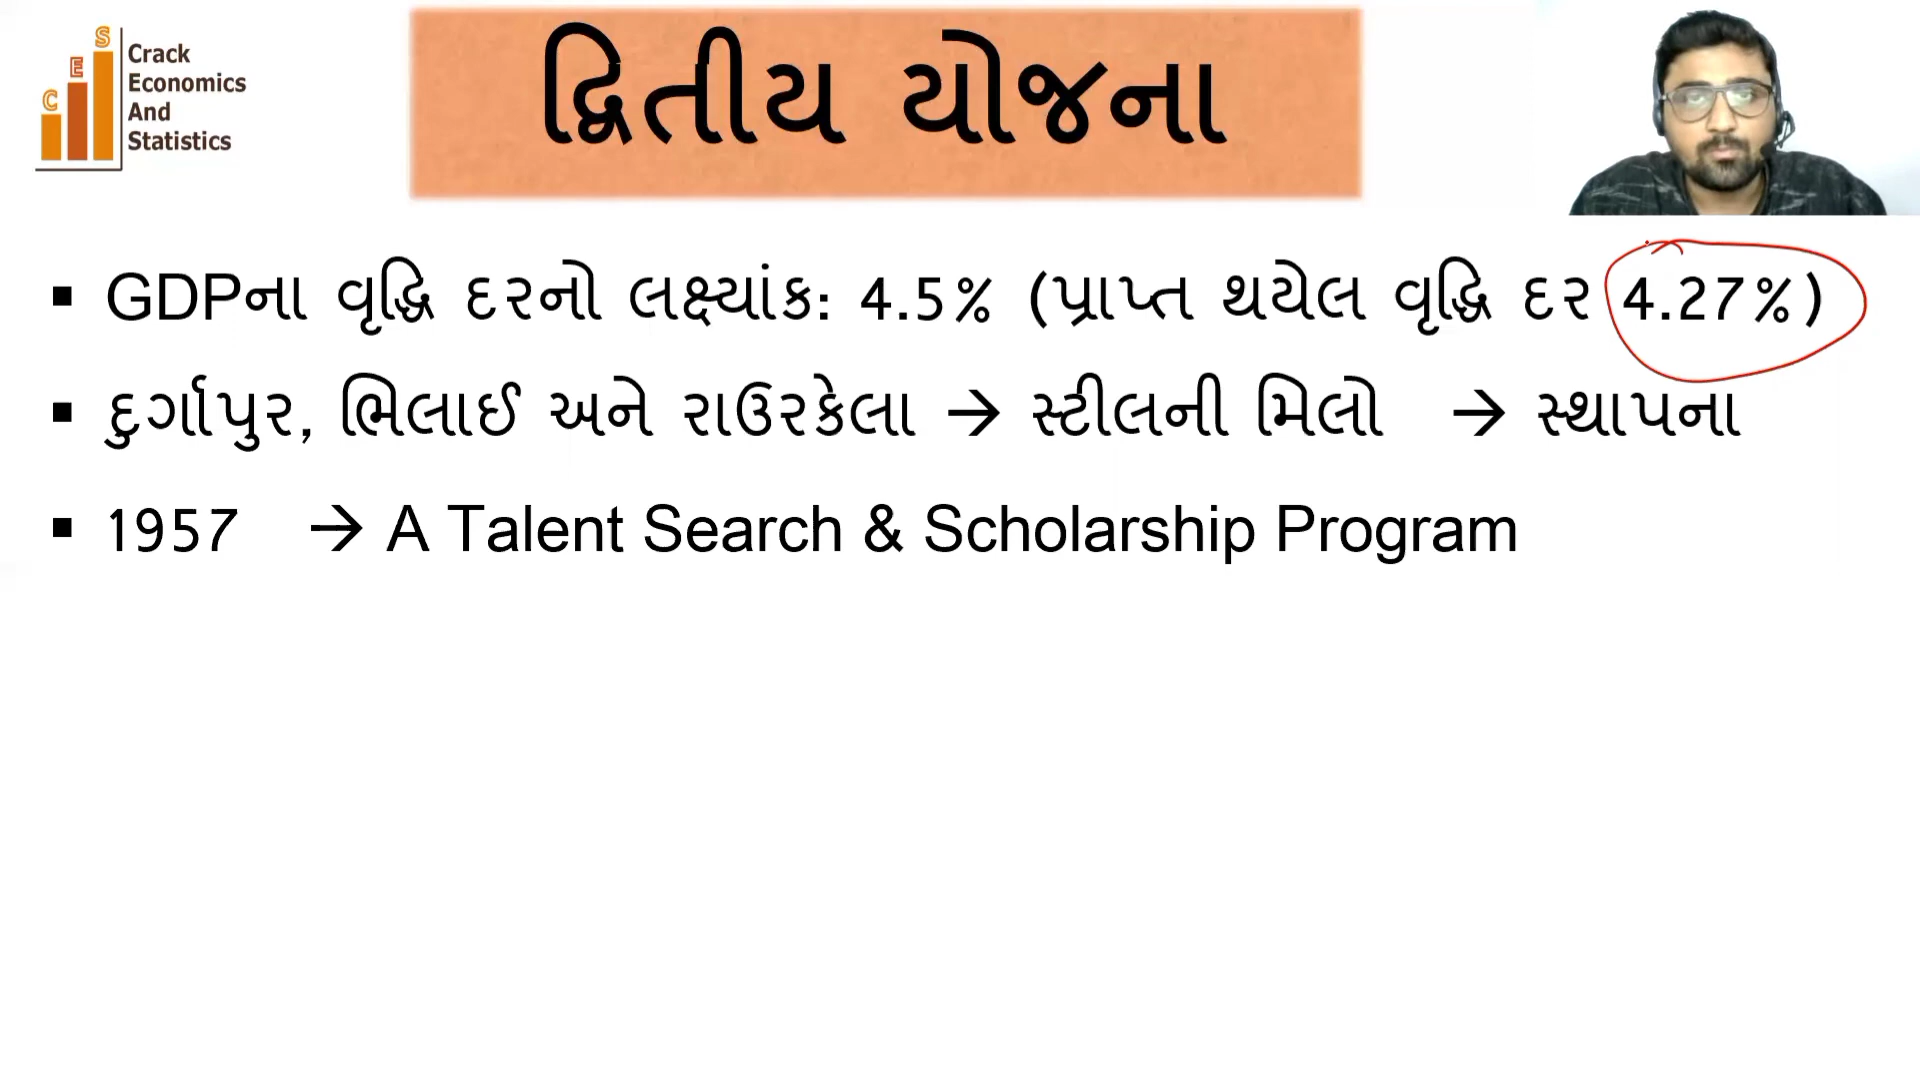 C E S
Crack
Economics
And
Statistics
દ્વિતીય યોજના
▪ GDPના વૃદ્ધિ દરનો લક્ષ્યાંક: 4.5% (પ્રાપ્ત થયેલ વૃદ્ધિ દર 4.27%)
▪ દુર્ગાપુર, ભિલાઈ અને રાઉરકેલા → સ્ટીલની મિલો → સ્થાપના
▪ 1957 → A Talent Search & Scholarship Program